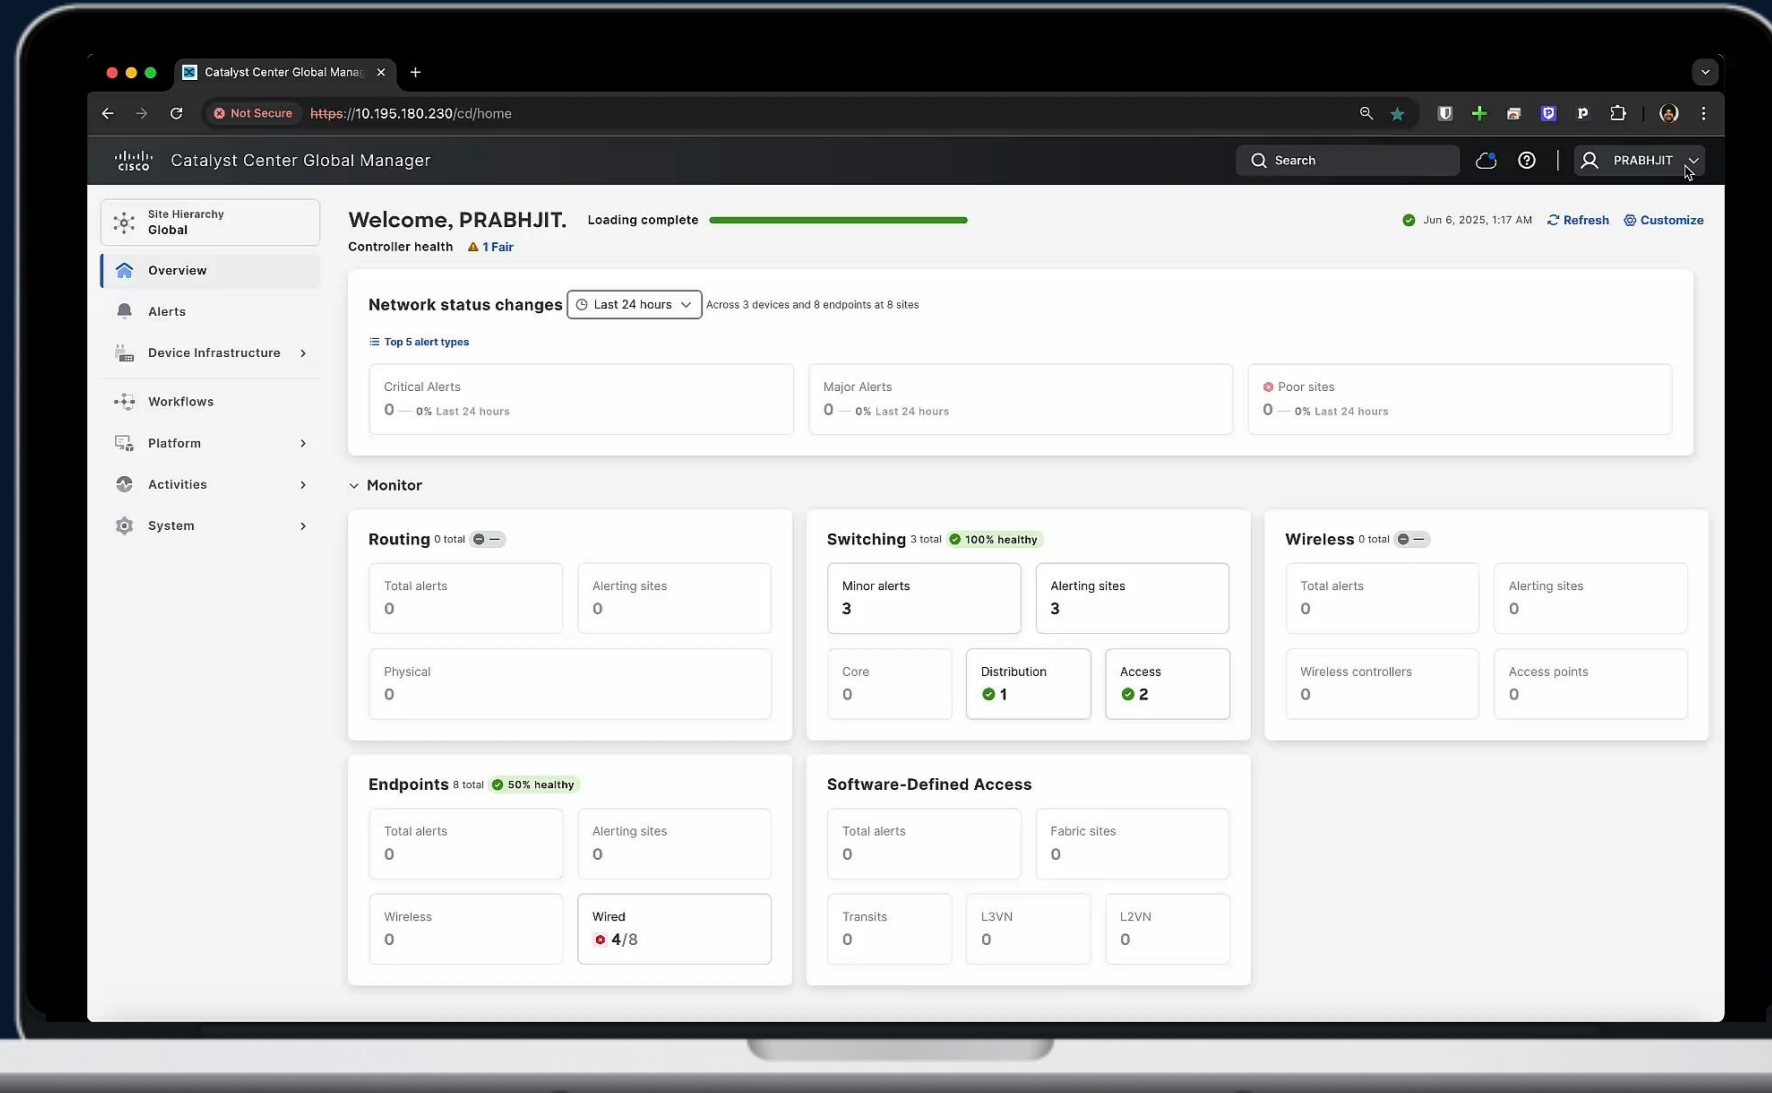 Catalyst Center Global Manag
Not Secure https://10.195.180.230/cd/home
CISCO Catalyst Center Global Manager
Search
PRABHJIT
Site Hierarchy
Global
Overview
Alerts
Device Infrastructure
Workflows
Platform
Activities
System
Welcome, PRABHJIT. Loading complete
Jun 6, 2025, 1:17 AM Refresh Customize
Controller health 1 Fair
Network status changes Last 24 hours Across 3 devices and 8 endpoints at 8 sites
Top 5 alert types
Critical Alerts
0 — 0% Last 24 hours
Major Alerts
0 — 0% Last 24 hours
Poor sites
0 — 0% Last 24 hours
Monitor
Routing 0 total —
Total alerts
0
Alerting sites
0
Physical
0
Switching 3 total 100% healthy
Minor alerts
3
Alerting sites
3
Core
0
Distribution
1
Access
2
Wireless 0 total —
Total alerts
0
Alerting sites
0
Wireless controllers
0
Access points
0
Endpoints 8 total 50% healthy
Total alerts
0
Alerting sites
0
Wireless
0
Wired
4/8
Software-Defined Access
Total alerts
0
Fabric sites
0
Transits
0
L3VN
0
L2VN
0